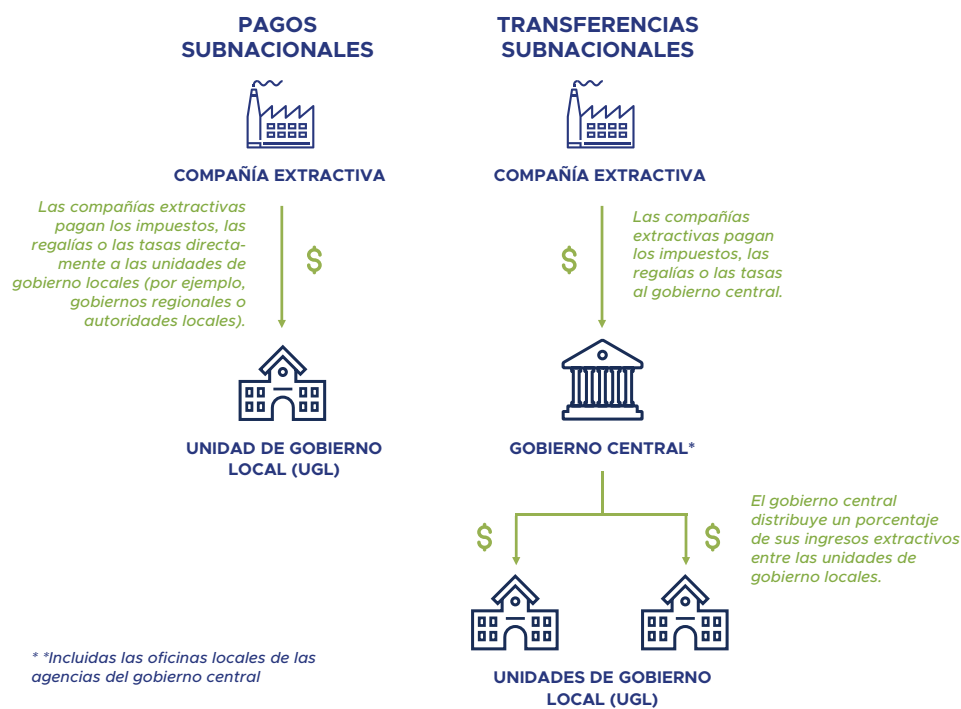 PAGOS
SUBNACIONALES
COMPAÑÍA EXTRACTIVA
Las compañías extractivas
pagan los impuestos, las
regalías o las tasas directa-
mente a las unidades de
gobierno locales (por ejemplo,
gobiernos regionales o
autoridades locales).
$
UNIDAD DE GOBIERNO
LOCAL (UGL)
TRANSFERENCIAS
SUBNACIONALES
COMPAÑÍA EXTRACTIVA
$
Las compañías
extractivas pagan
los impuestos, las
regalías o las tasas
al gobierno central.
GOBIERNO CENTRAL*
$
$
El gobierno central
distribuye un porcentaje
de sus ingresos extractivos
entre las unidades de
gobierno locales.
UNIDADES DE GOBIERNO
LOCAL (UGL)
* *Incluidas las oficinas locales de las
agencias del gobierno central